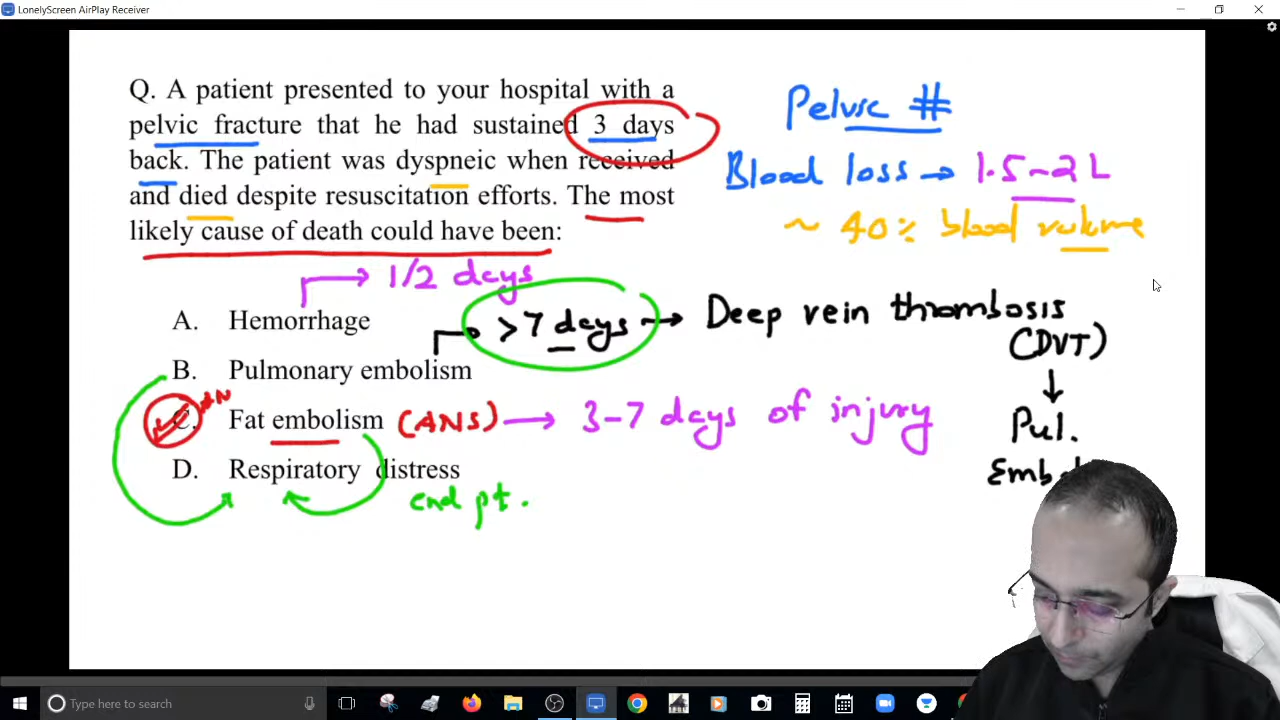 LonelyScreen AirPlay Receiver
Q. A patient presented to your hospital with a
pelvic fracture that he had sustained 3 days
back. The patient was dyspneic when received
and died despite resuscitation efforts. The most
likely cause of death could have been:
Pelvic #
Blood loss → 1.5-2 L
~ 40% blood volume
→ 1/2 days
A. Hemorrhage
>7 days → Deep vein thrombosis
(DVT)
B. Pulmonary embolism
C. Fat embolism (ANS) → 3-7 days of injury
Pul.
D. Respiratory distress
end pt.
Type here to search